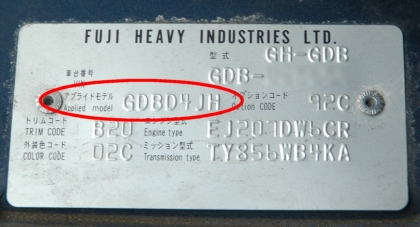 FUJI HEAVY INDUSTRIES LTD.
型式 GH-GDB
車台番号 GDB-
アプライドモデル オプションコード
Applied model GDBD4JH Option CODE 92C
トリムコード エンジン型式
TRIM CODE B20 Engine type EJ207DW6CR
外装色コード ミッション型式
COLOR CODE 02C Transmission type TY856WB4KA